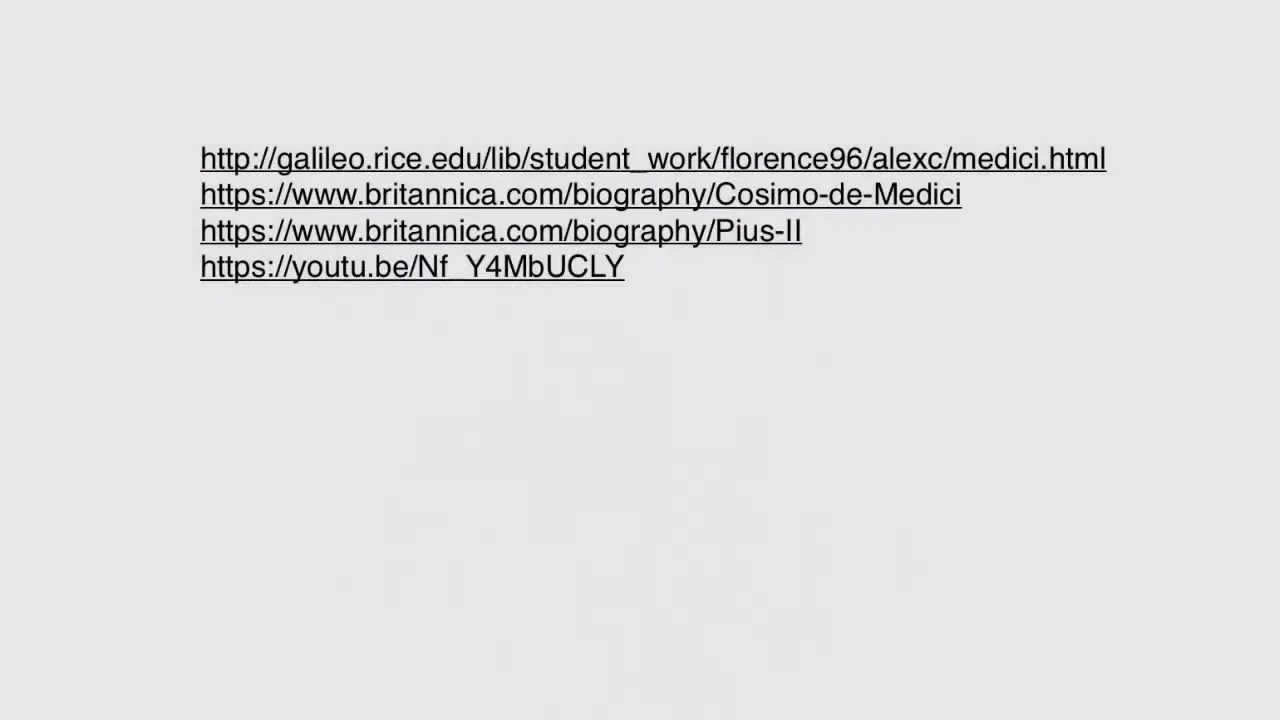 http://galileo.rice.edu/lib/student_work/florence96/alexc/medici.html
https://www.britannica.com/biography/Cosimo-de-Medici
https://www.britannica.com/biography/Pius-II
https://youtu.be/Nf_Y4MbUCLY